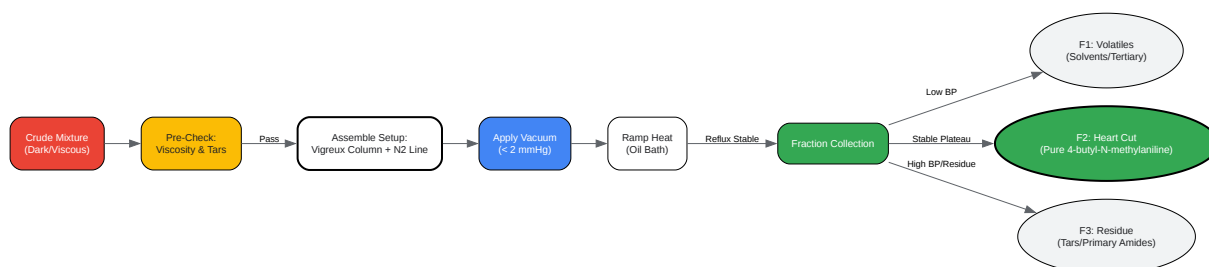 Crude Mixture
(Dark/Viscous)
Pre-Check:
Viscosity & Tars
Pass
Assemble Setup:
Vigreux Column + N2 Line
Apply Vacuum
(< 2 mmHg)
Ramp Heat
(Oil Bath)
Reflux Stable
Fraction Collection
Low BP
Stable Plateau
High BP/Residue
F1: Volatiles
(Solvents/Tertiary)
F2: Heart Cut
(Pure 4-butyl-N-methylaniline)
F3: Residue
(Tars/Primary Amides)